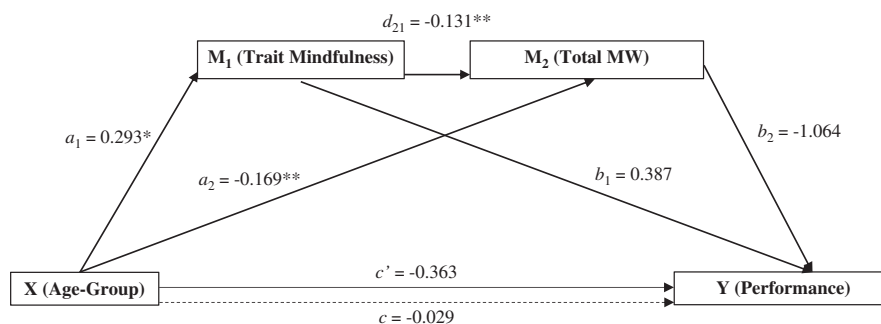 d₂₁ = -0.131**
M₁ (Trait Mindfulness)
M₂ (Total MW)
a₁ = 0.293*
a₂ = -0.169**
b₁ = 0.387
b₂ = -1.064
X (Age-Group)
c’ = -0.363
Y (Performance)
c = -0.029